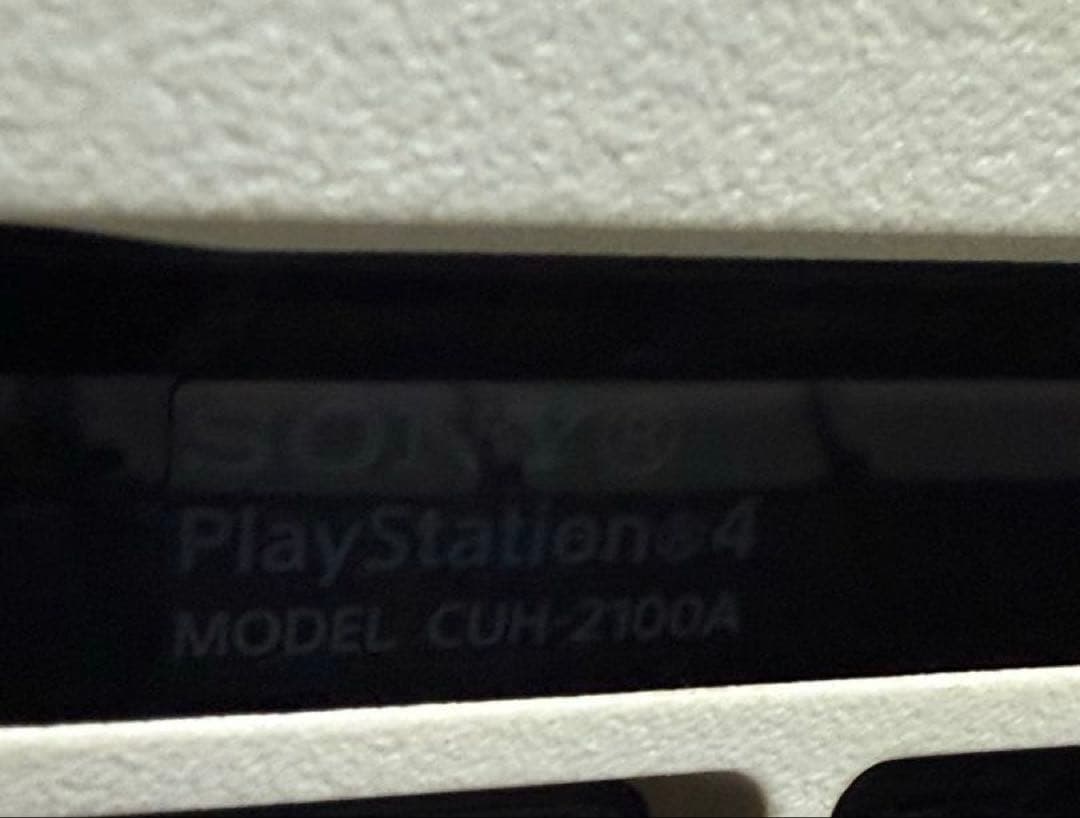 SONY®
PlayStation®4
MODEL CUH-2100A